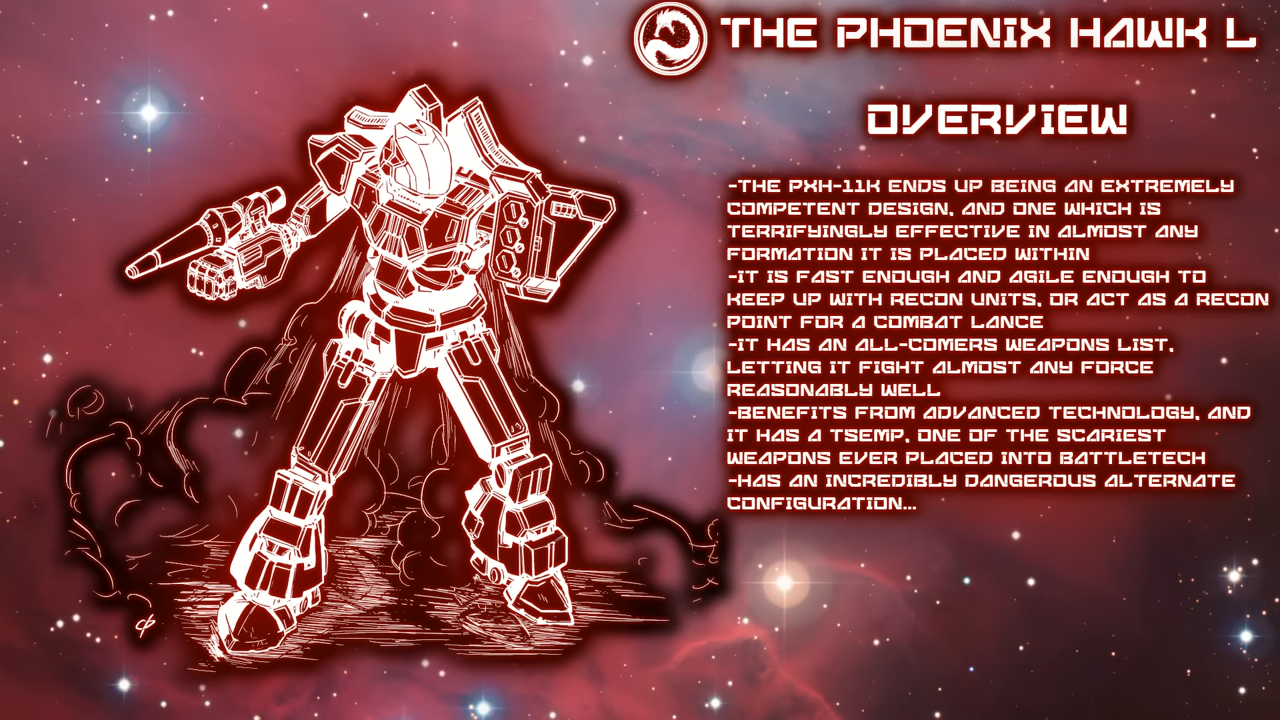 THE PHOENIX HAWK L
OVERVIEW
-THE PXH-11K ENDS UP BEING AN EXTREMELY
COMPETENT DESIGN, AND ONE WHICH IS
TERRIFYINGLY EFFECTIVE IN ALMOST ANY
FORMATION IT IS PLACED WITHIN
-IT IS FAST ENOUGH AND AGILE ENOUGH TO
KEEP UP WITH RECON UNITS, OR ACT AS A RECON
POINT FOR A COMBAT LANCE
-IT HAS AN ALL-COMERS WEAPONS LIST,
LETTING IT FIGHT ALMOST ANY FORCE
REASONABLY WELL
-BENEFITS FROM ADVANCED TECHNOLOGY, AND
IT HAS A TSEMP, ONE OF THE SCARIEST
WEAPONS EVER PLACED INTO BATTLETECH
-HAS AN INCREDIBLY DANGEROUS ALTERNATE
CONFIGURATION...